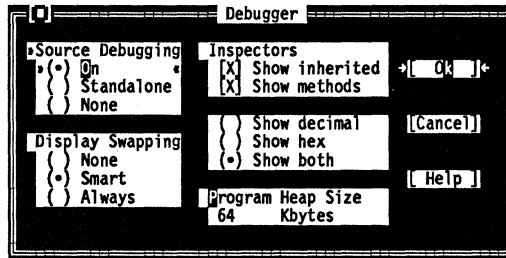 Debugger
Source Debugging
(•) On
( ) Standalone
( ) None
Display Swapping
( ) None
(•) Smart
( ) Always
Inspectors
[X] Show inherited
[X] Show methods
( ) Show decimal
( ) Show hex
(•) Show both
Program Heap Size
64 Kbytes
[ Ok ]
[Cancel]
[ Help ]